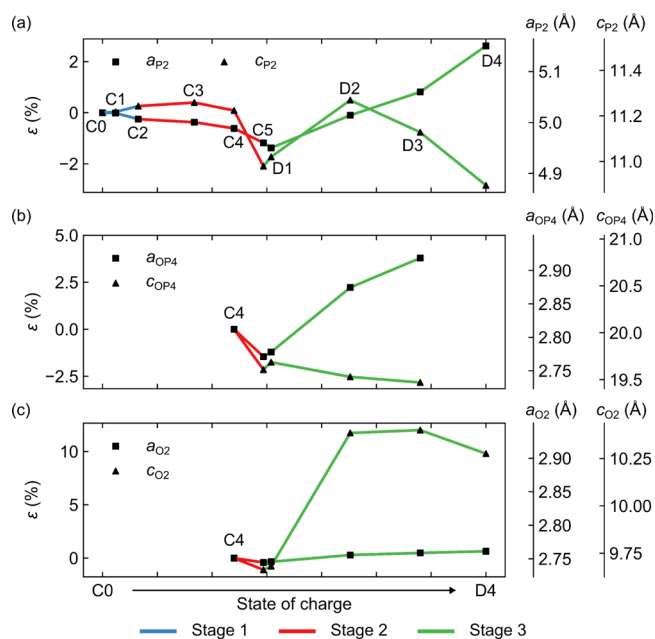 (a)
a_P2 (Å)
c_P2 (Å)
ε (%)
2
0
−2
a_P2
c_P2
C0
C1
C2
C3
C4
C5
D1
D2
D3
D4
5.1
5.0
4.9
11.4
11.2
11.0
(b)
a_OP4 (Å)
c_OP4 (Å)
ε (%)
5.0
2.5
0.0
−2.5
a_OP4
c_OP4
C4
2.90
2.85
2.80
2.75
21.0
20.5
20.0
19.5
(c)
a_O2 (Å)
c_O2 (Å)
ε (%)
10
5
0
a_O2
c_O2
C4
2.90
2.85
2.80
2.75
10.25
10.00
9.75
C0
State of charge
D4
Stage 1
Stage 2
Stage 3